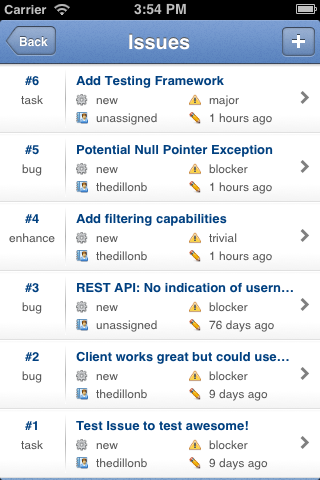 Carrier 3:54 PM
Back Issues +
#6 Add Testing Framework
task new major
unassigned 1 hours ago
#5 Potential Null Pointer Exception
bug new blocker
thedillonb 1 hours ago
#4 Add filtering capabilities
enhance new trivial
thedillonb 1 hours ago
#3 REST API: No indication of usern...
bug new blocker
unassigned 76 days ago
#2 Client works great but could use...
bug new blocker
thedillonb 9 days ago
#1 Test Issue to test awesome!
task new blocker
thedillonb 9 days ago